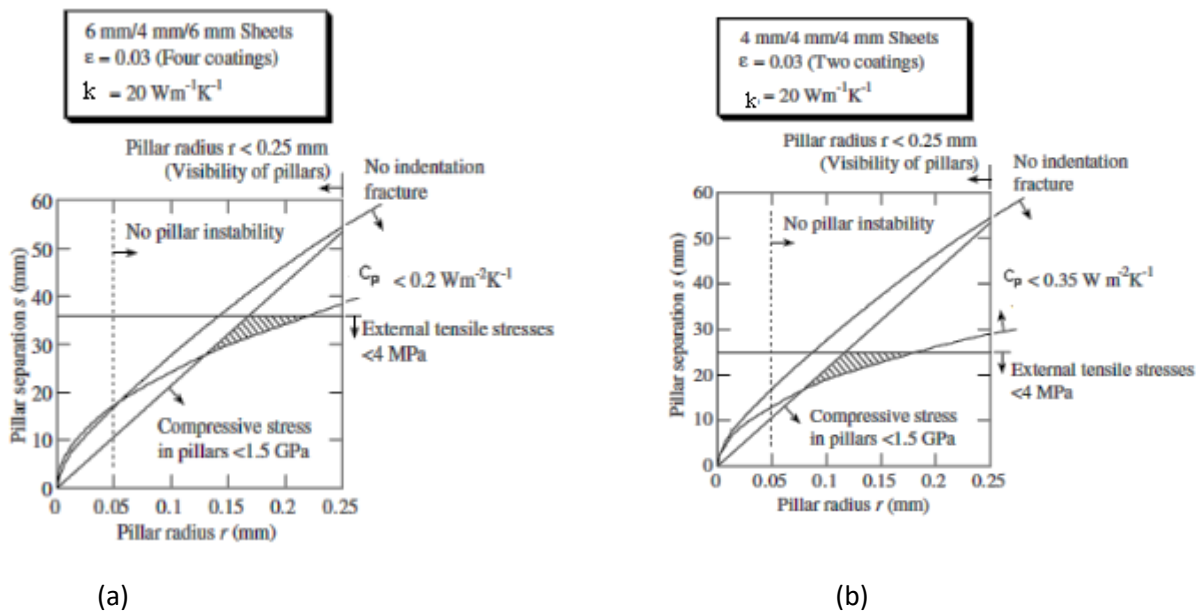 6 mm/4 mm/6 mm Sheets
ε = 0.03 (Four coatings)
k = 20 Wm⁻¹K⁻¹
Pillar radius r < 0.25 mm
(Visibility of pillars)
No indentation
fracture
No pillar instability
Cₚ < 0.2 Wm⁻²K⁻¹
External tensile stresses
<4 MPa
Compressive stress
in pillars <1.5 GPa
Pillar separation s (mm)
60
50
40
30
20
10
0
0 0.05 0.1 0.15 0.2 0.25
Pillar radius r (mm)
(a)
4 mm/4 mm/4 mm Sheets
ε = 0.03 (Two coatings)
k = 20 Wm⁻¹K⁻¹
Pillar radius r < 0.25 mm
(Visibility of pillars)
No indentation
fracture
No pillar instability
Cₚ < 0.35 W m⁻²K⁻¹
External tensile stresses
<4 MPa
Compressive stress
in pillars <1.5 GPa
Pillar separation s (mm)
60
50
40
30
20
10
0
0 0.05 0.1 0.15 0.2 0.25
Pillar radius r (mm)
(b)